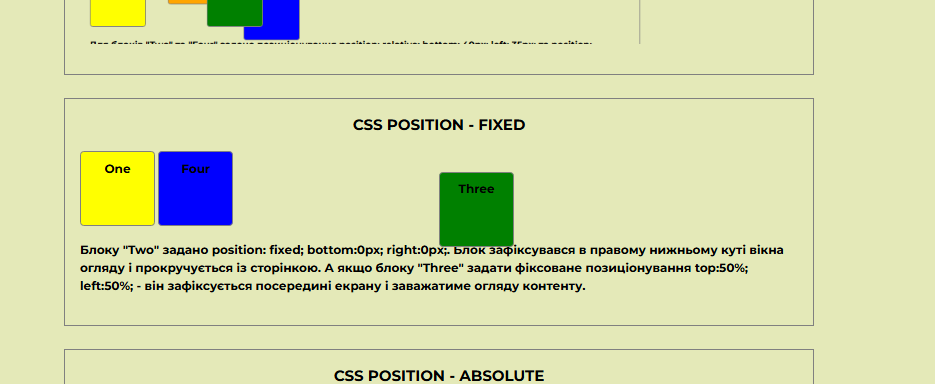 CSS POSITION - FIXED
One
Four
Three
Блоку "Two" задано position: fixed; bottom:0px; right:0px;. Блок зафіксувався в правому нижньому куті вікна
огляду і прокручується із сторінкою. А якщо блоку "Three" задати фіксоване позиціонування top:50%;
left:50%; - він зафіксується посередині екрану і заважатиме огляду контенту.
CSS POSITION - ABSOLUTE